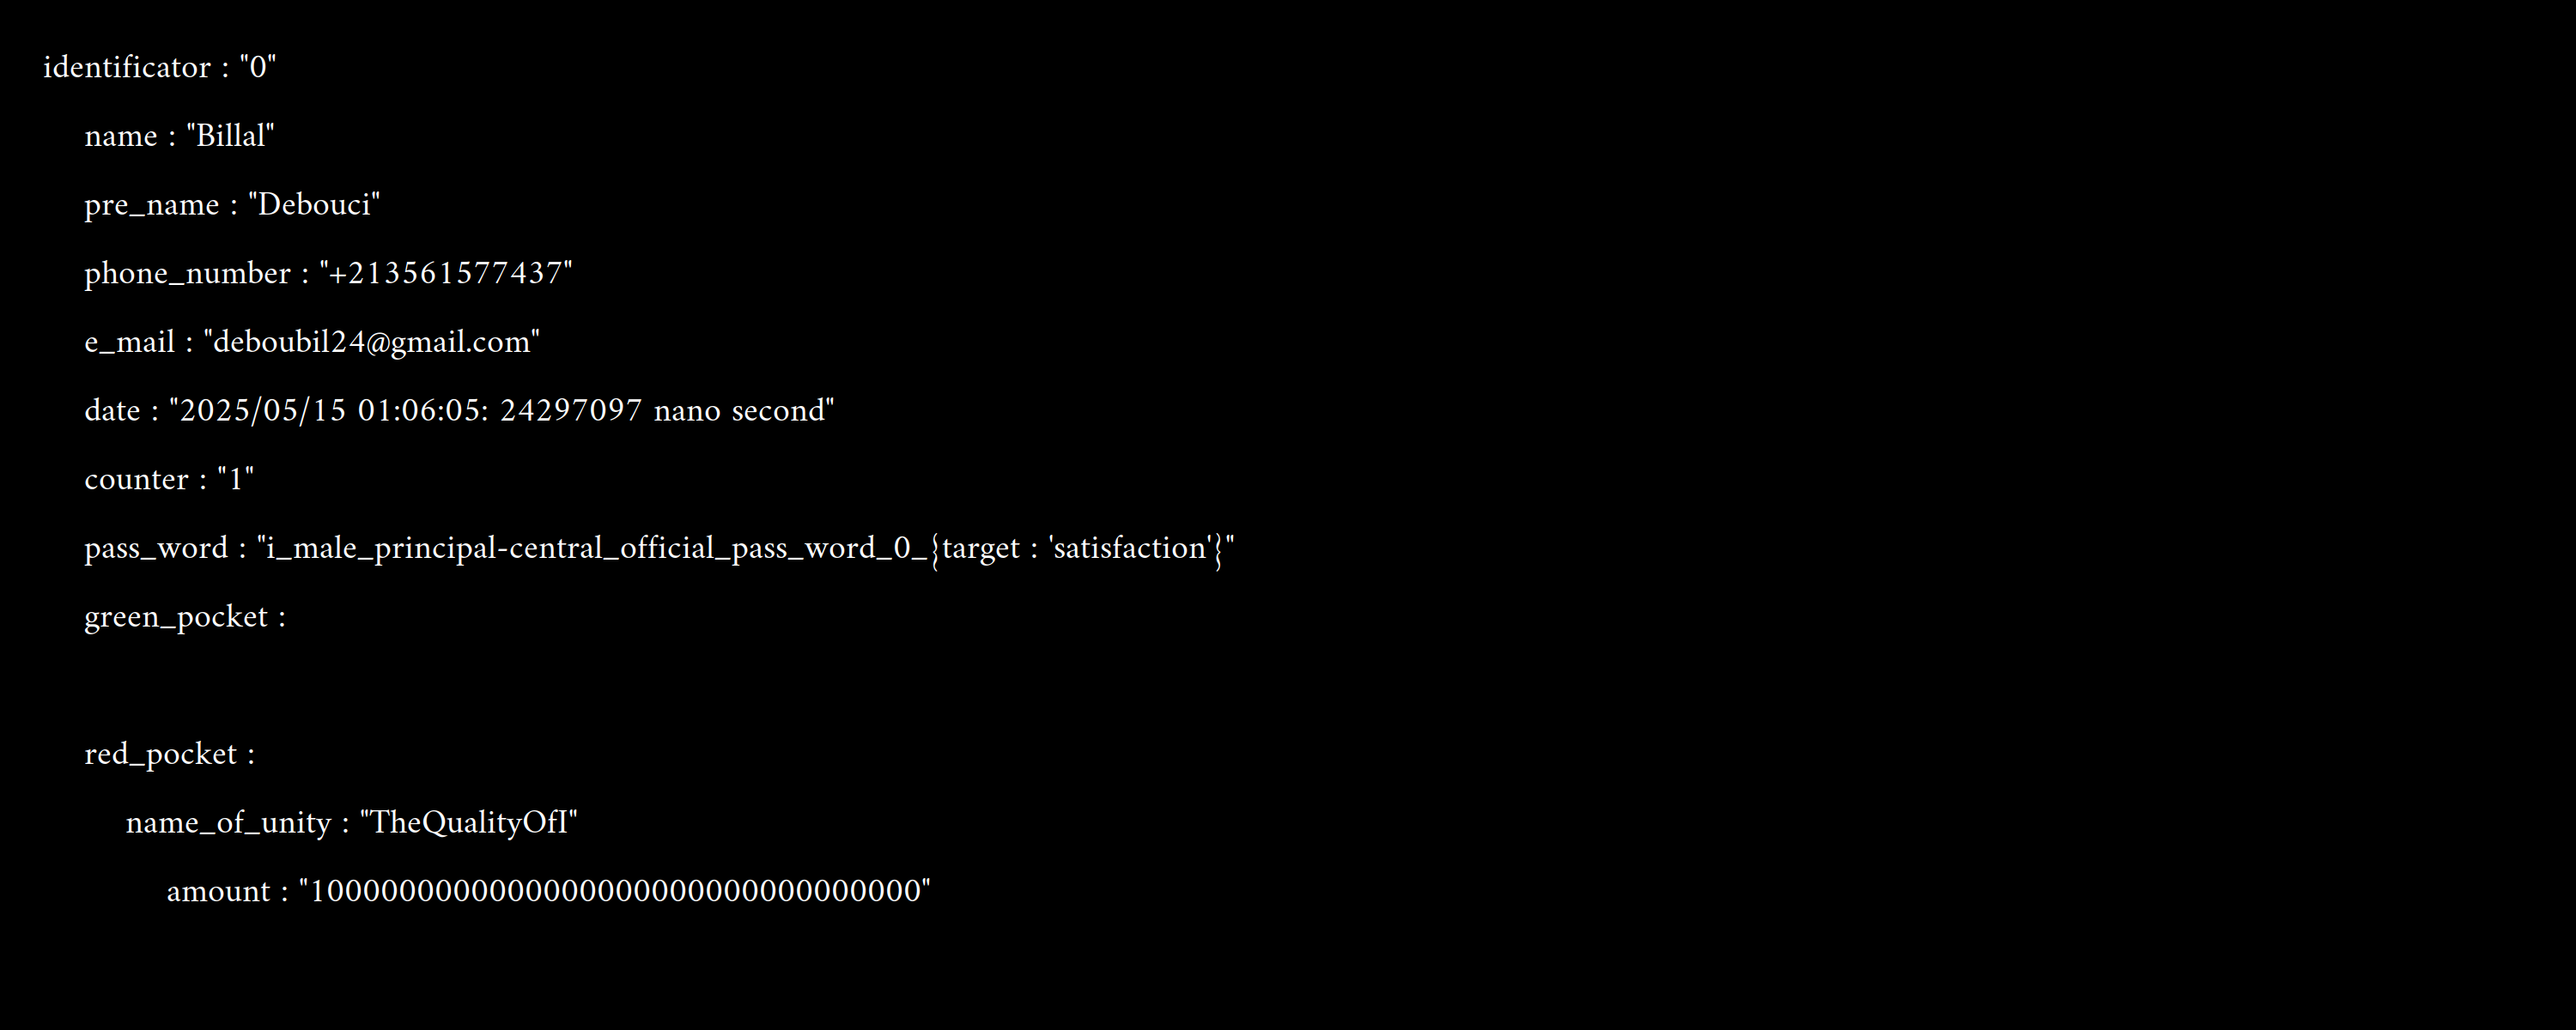 identificator : "0"
name : "Billal"
pre_name : "Debouci"
phone_number : "+213561577437"
e_mail : "deboubil24@gmail.com"
date : "2025/05/15 01:06:05: 24297097 nano second"
counter : "1"
pass_word : "i_male_principal-central_official_pass_word_0_{target : 'satisfaction'}"
green_pocket :
red_pocket :
name_of_unity : "TheQualityOfI"
amount : "1000000000000000000000000000000000"